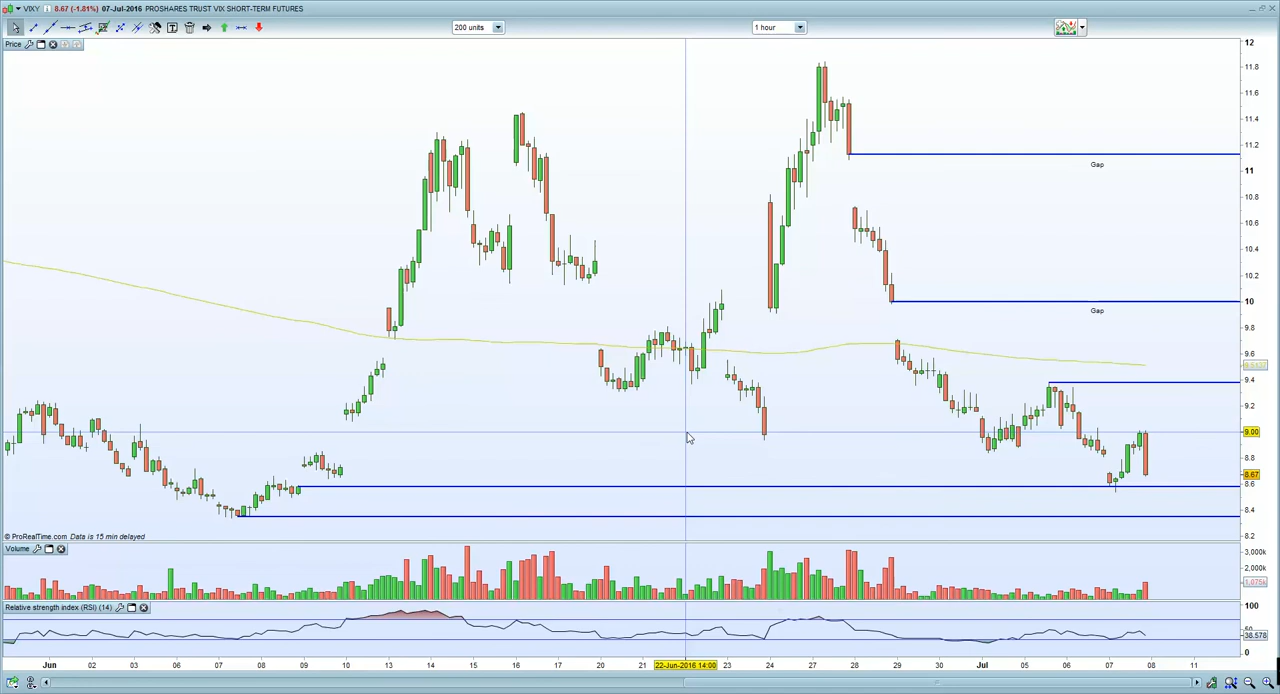 VIXY 8.67 (-1.81%) 07-Jul-2016 PROSHARES TRUST VIX SHORT-TERM FUTURES
200 units 1 hour
Price
12
11.8
11.6
11.4
11.2
Gap
11
10.8
10.6
10.4
10.2
10
Gap
9.8
9.6
9.4
9.2
9.00
8.8
8.67
8.6
8.4
8.2
© ProRealTime.com Data is 15 min delayed
Volume
3,000k
2,000k
1,075k
Relative strength index (RSI) (14)
100
50
38.578
0
Jun 02 03 06 07 08 09 10 13 14 15 16 17 20 21 22-Jun-2016 14:00 23 24 27 28 29 30 Jul 05 06 07 08 11